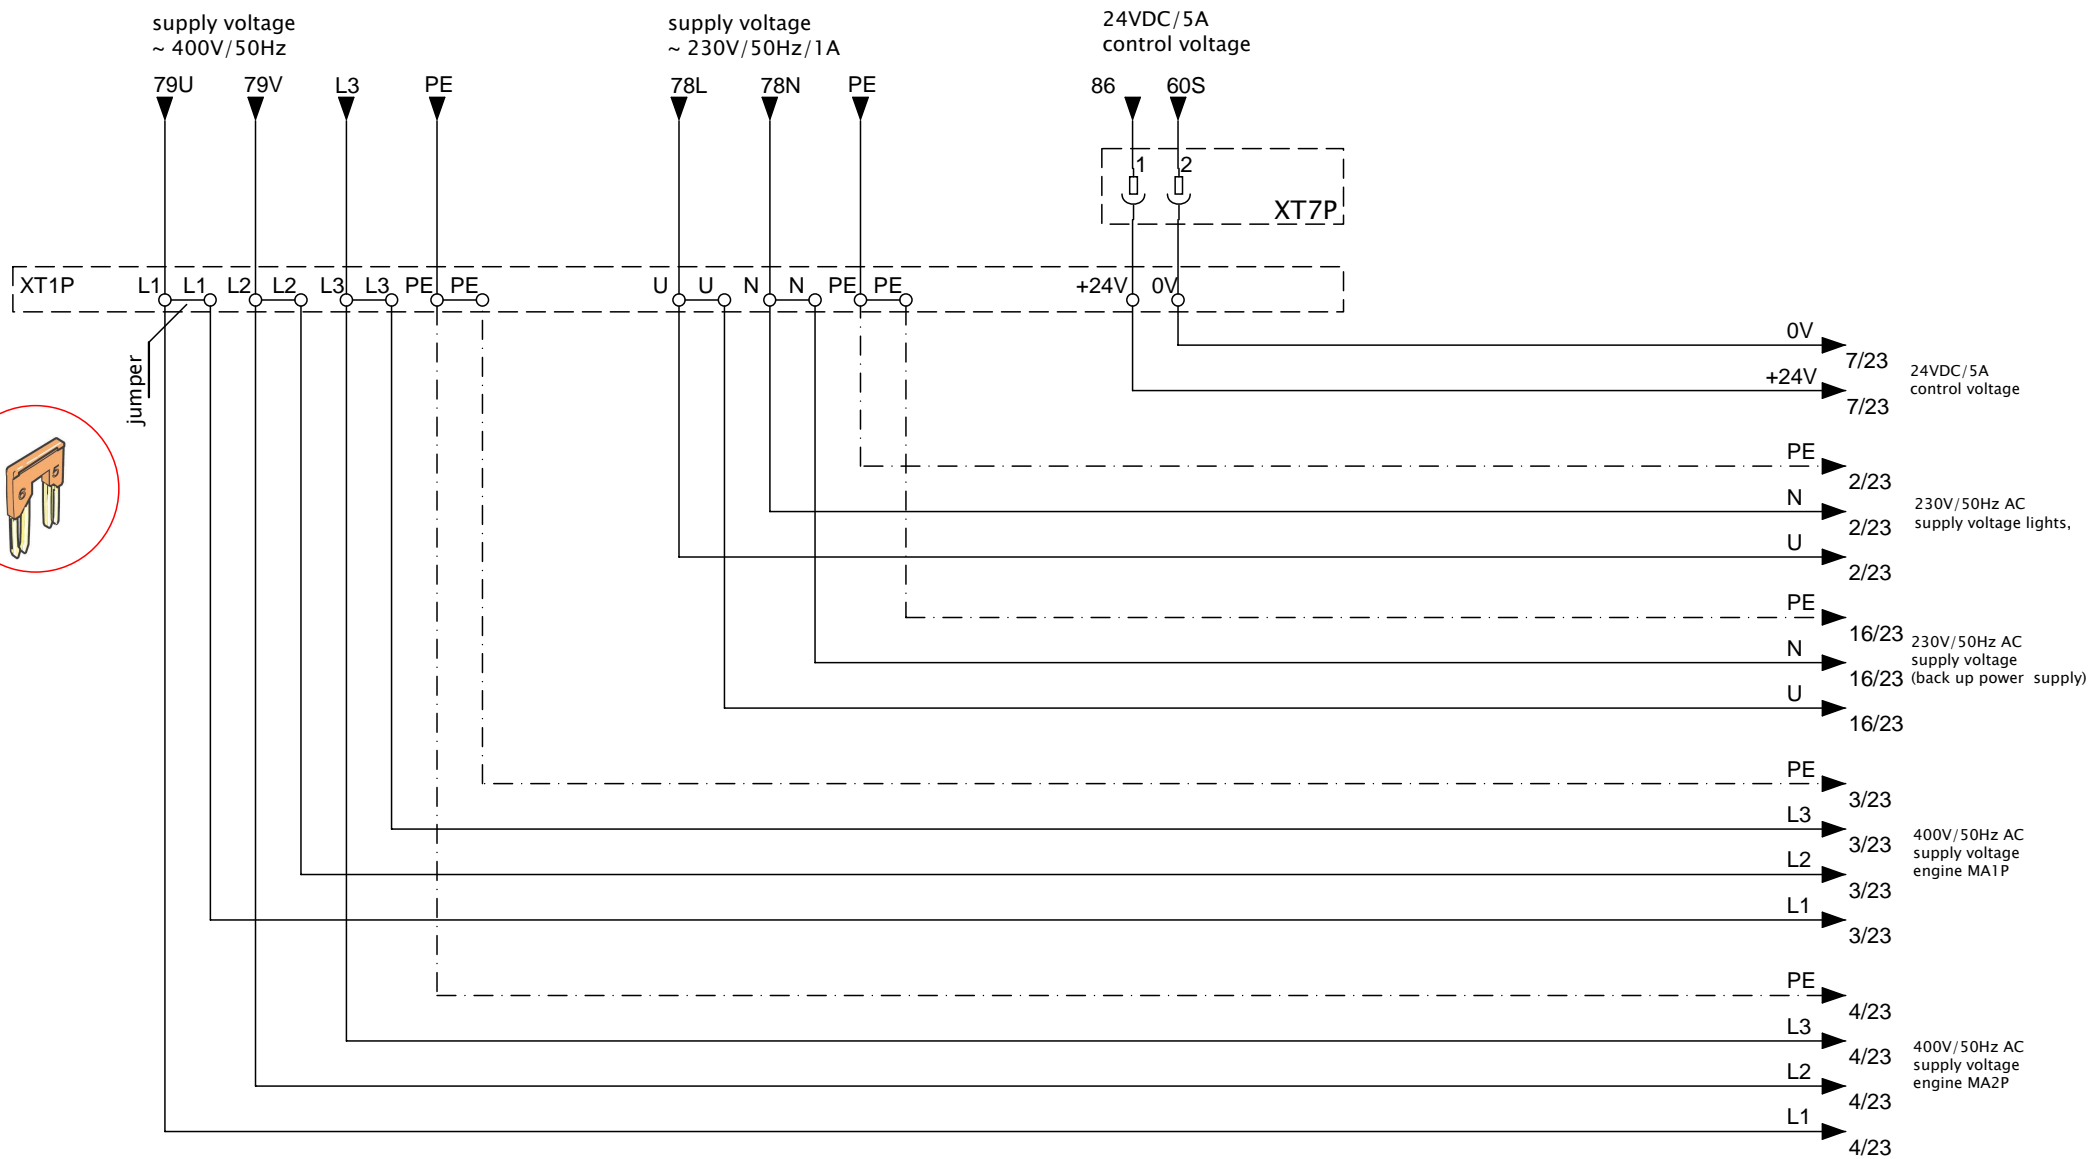 supply voltage
~ 400V/50Hz
supply voltage
~ 230V/50Hz/1A
24VDC/5A
control voltage
79U 79V L3 PE 78L 78N PE 86 60S
1 2
XT7P
XT1P L1 L1 L2 L2 L3 L3 PE PE U U N N PE PE +24V 0V
jumper
6 5
0V
7/23
+24V
7/23
24VDC/5A
control voltage
PE
2/23
N
2/23
U
2/23
230V/50Hz AC
supply voltage lights,
PE
16/23
N
16/23
U
16/23
230V/50Hz AC
supply voltage
(back up power supply)
PE
3/23
L3
3/23
L2
3/23
L1
3/23
400V/50Hz AC
supply voltage
engine MA1P
PE
4/23
L3
4/23
L2
4/23
L1
4/23
400V/50Hz AC
supply voltage
engine MA2P